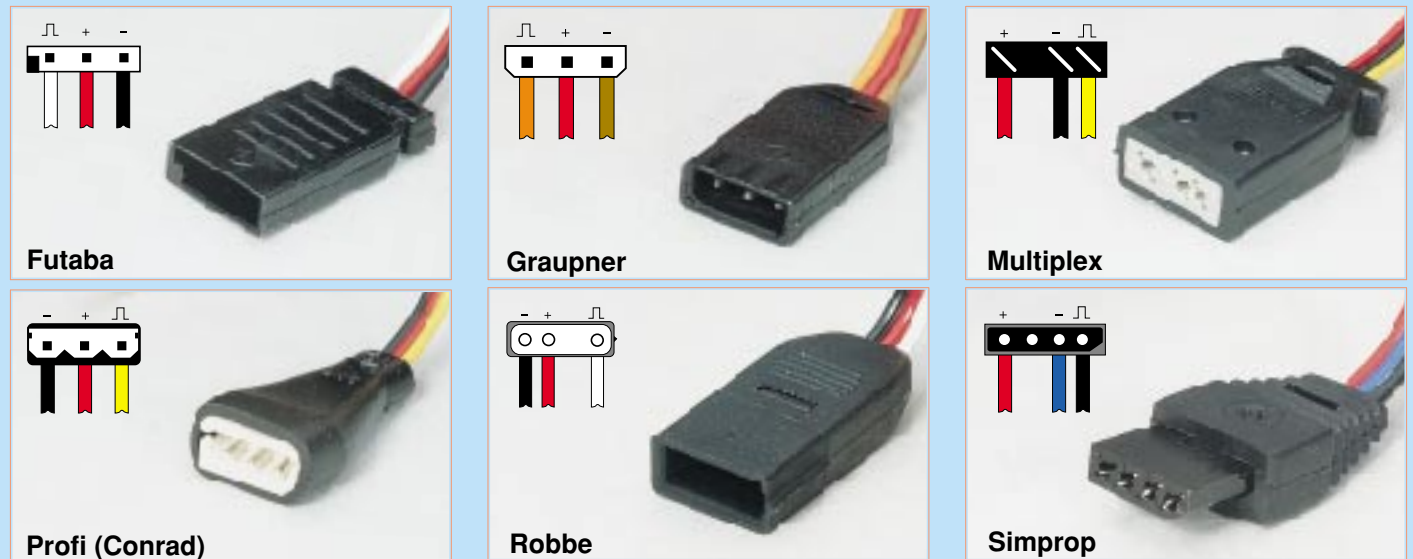 + -
Futaba
+ -
Graupner
+ -
Multiplex
- +
Profi (Conrad)
- +
Robbe
+ -
Simprop